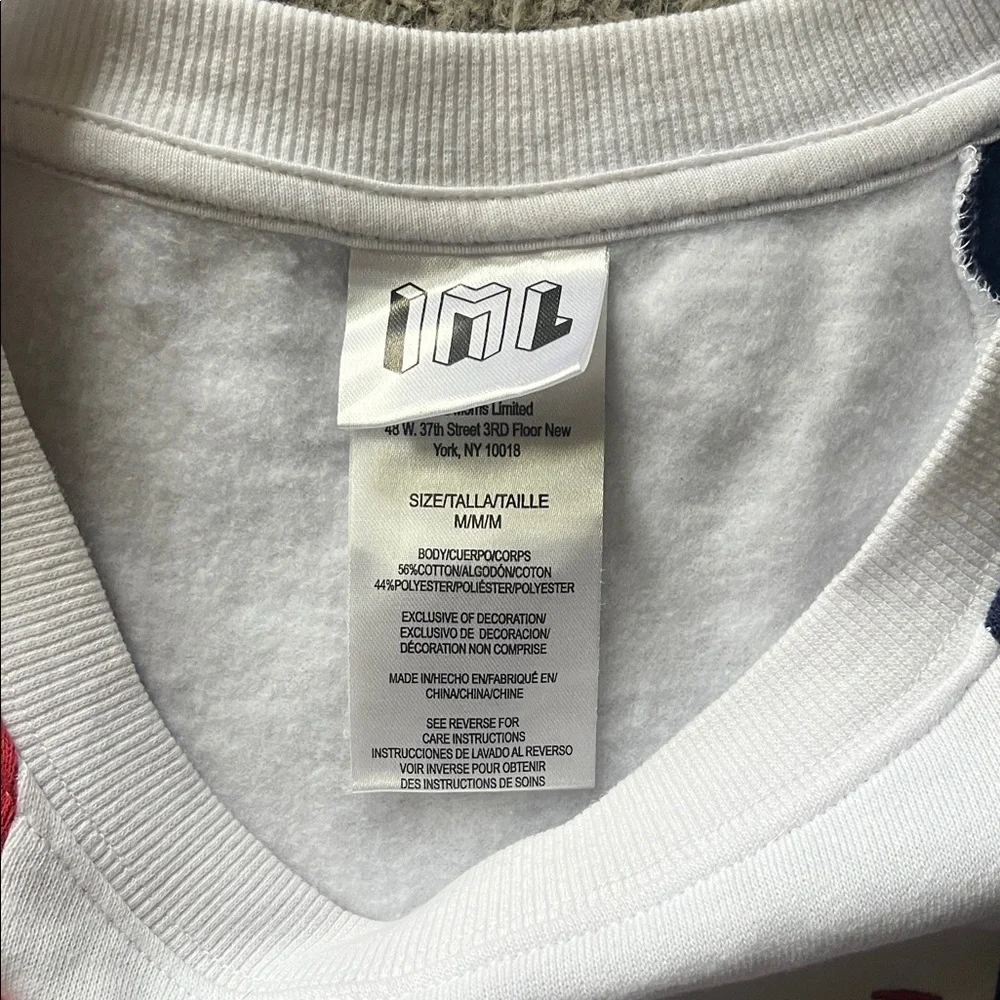 IML
Limited
48 W. 37th Street 3RD Floor New
York, NY 10018
SIZE/TALLA/TAILLE
M/M/M
BODY/CUERPO/CORPS
56%COTTON/ALGODÓN/COTON
44%POLYESTER/POLIÉSTER/POLYESTER
EXCLUSIVE OF DECORATION/
EXCLUSIVO DE DECORACION/
DÉCORATION NON COMPRISE
MADE IN/HECHO EN/FABRIQUÉ EN/
CHINA/CHINA/CHINE
SEE REVERSE FOR
CARE INSTRUCTIONS
INSTRUCCIONES DE LAVADO AL REVERSO
VOIR INVERSE POUR OBTENIR
DES INSTRUCTIONS DE SOINS